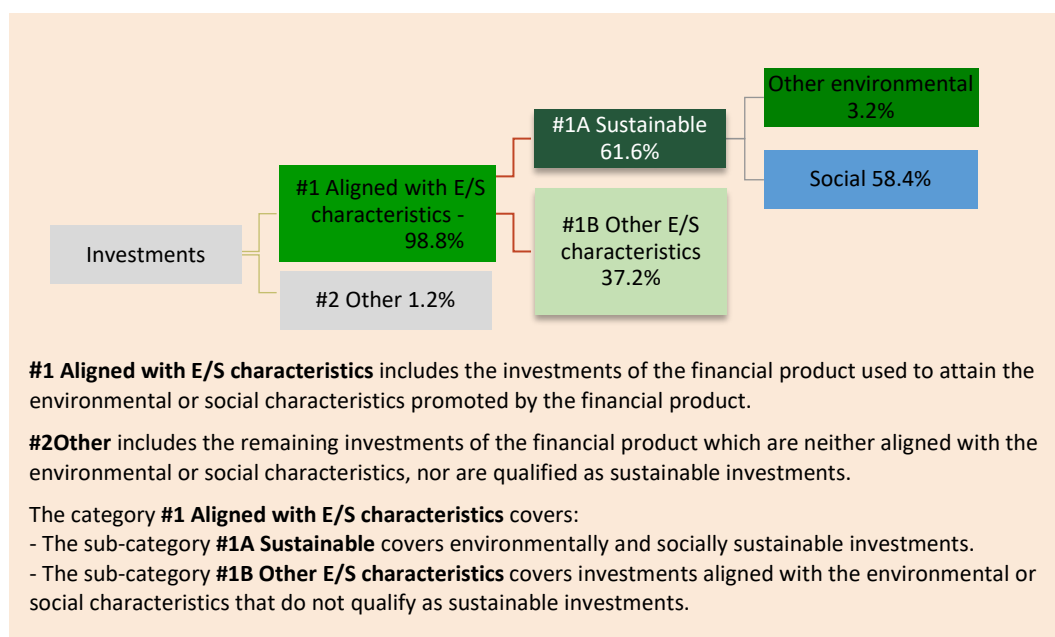 Investments
#1 Aligned with E/S
characteristics -
98.8%
#2 Other 1.2%
#1A Sustainable
61.6%
#1B Other E/S
characteristics
37.2%
Other environmental
3.2%
Social 58.4%
#1 Aligned with E/S characteristics includes the investments of the financial product used to attain the
environmental or social characteristics promoted by the financial product.
#2Other includes the remaining investments of the financial product which are neither aligned with the
environmental or social characteristics, nor are qualified as sustainable investments.
The category #1 Aligned with E/S characteristics covers:
- The sub-category #1A Sustainable covers environmentally and socially sustainable investments.
- The sub-category #1B Other E/S characteristics covers investments aligned with the environmental or
social characteristics that do not qualify as sustainable investments.